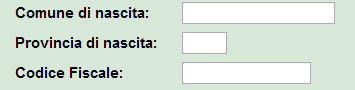 Comune di nascita:
Provincia di nascita:
Codice Fiscale: